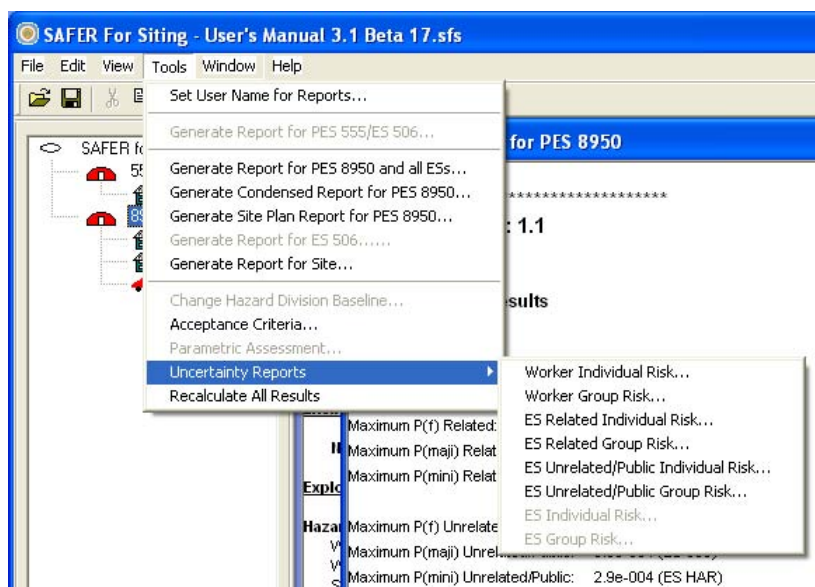 SAFER For Siting - User's Manual 3.1 Beta 17.sfs
File Edit View Tools Window Help
Set User Name for Reports...
Generate Report for PES 555/ES 506...
Generate Report for PES 8950 and all ESs...
Generate Condensed Report for PES 8950...
Generate Site Plan Report for PES 8950...
Generate Report for ES 506......
Generate Report for Site...
Change Hazard Division Baseline...
Acceptance Criteria...
Parametric Assessment...
Uncertainty Reports
Recalculate All Results
Worker Individual Risk...
Worker Group Risk...
ES Related Individual Risk...
ES Related Group Risk...
ES Unrelated/Public Individual Risk...
ES Unrelated/Public Group Risk...
ES Individual Risk...
ES Group Risk...
SAFER
for PES 8950
*******************
: 1.1
Maximum P(f) Related:
Maximum P(maji)
Maximum P(mini)
Maximum P(f)
Maximum P(maji)
Maximum P(mini) Unrelated/Public: 2.9e-004 (ES HAR)